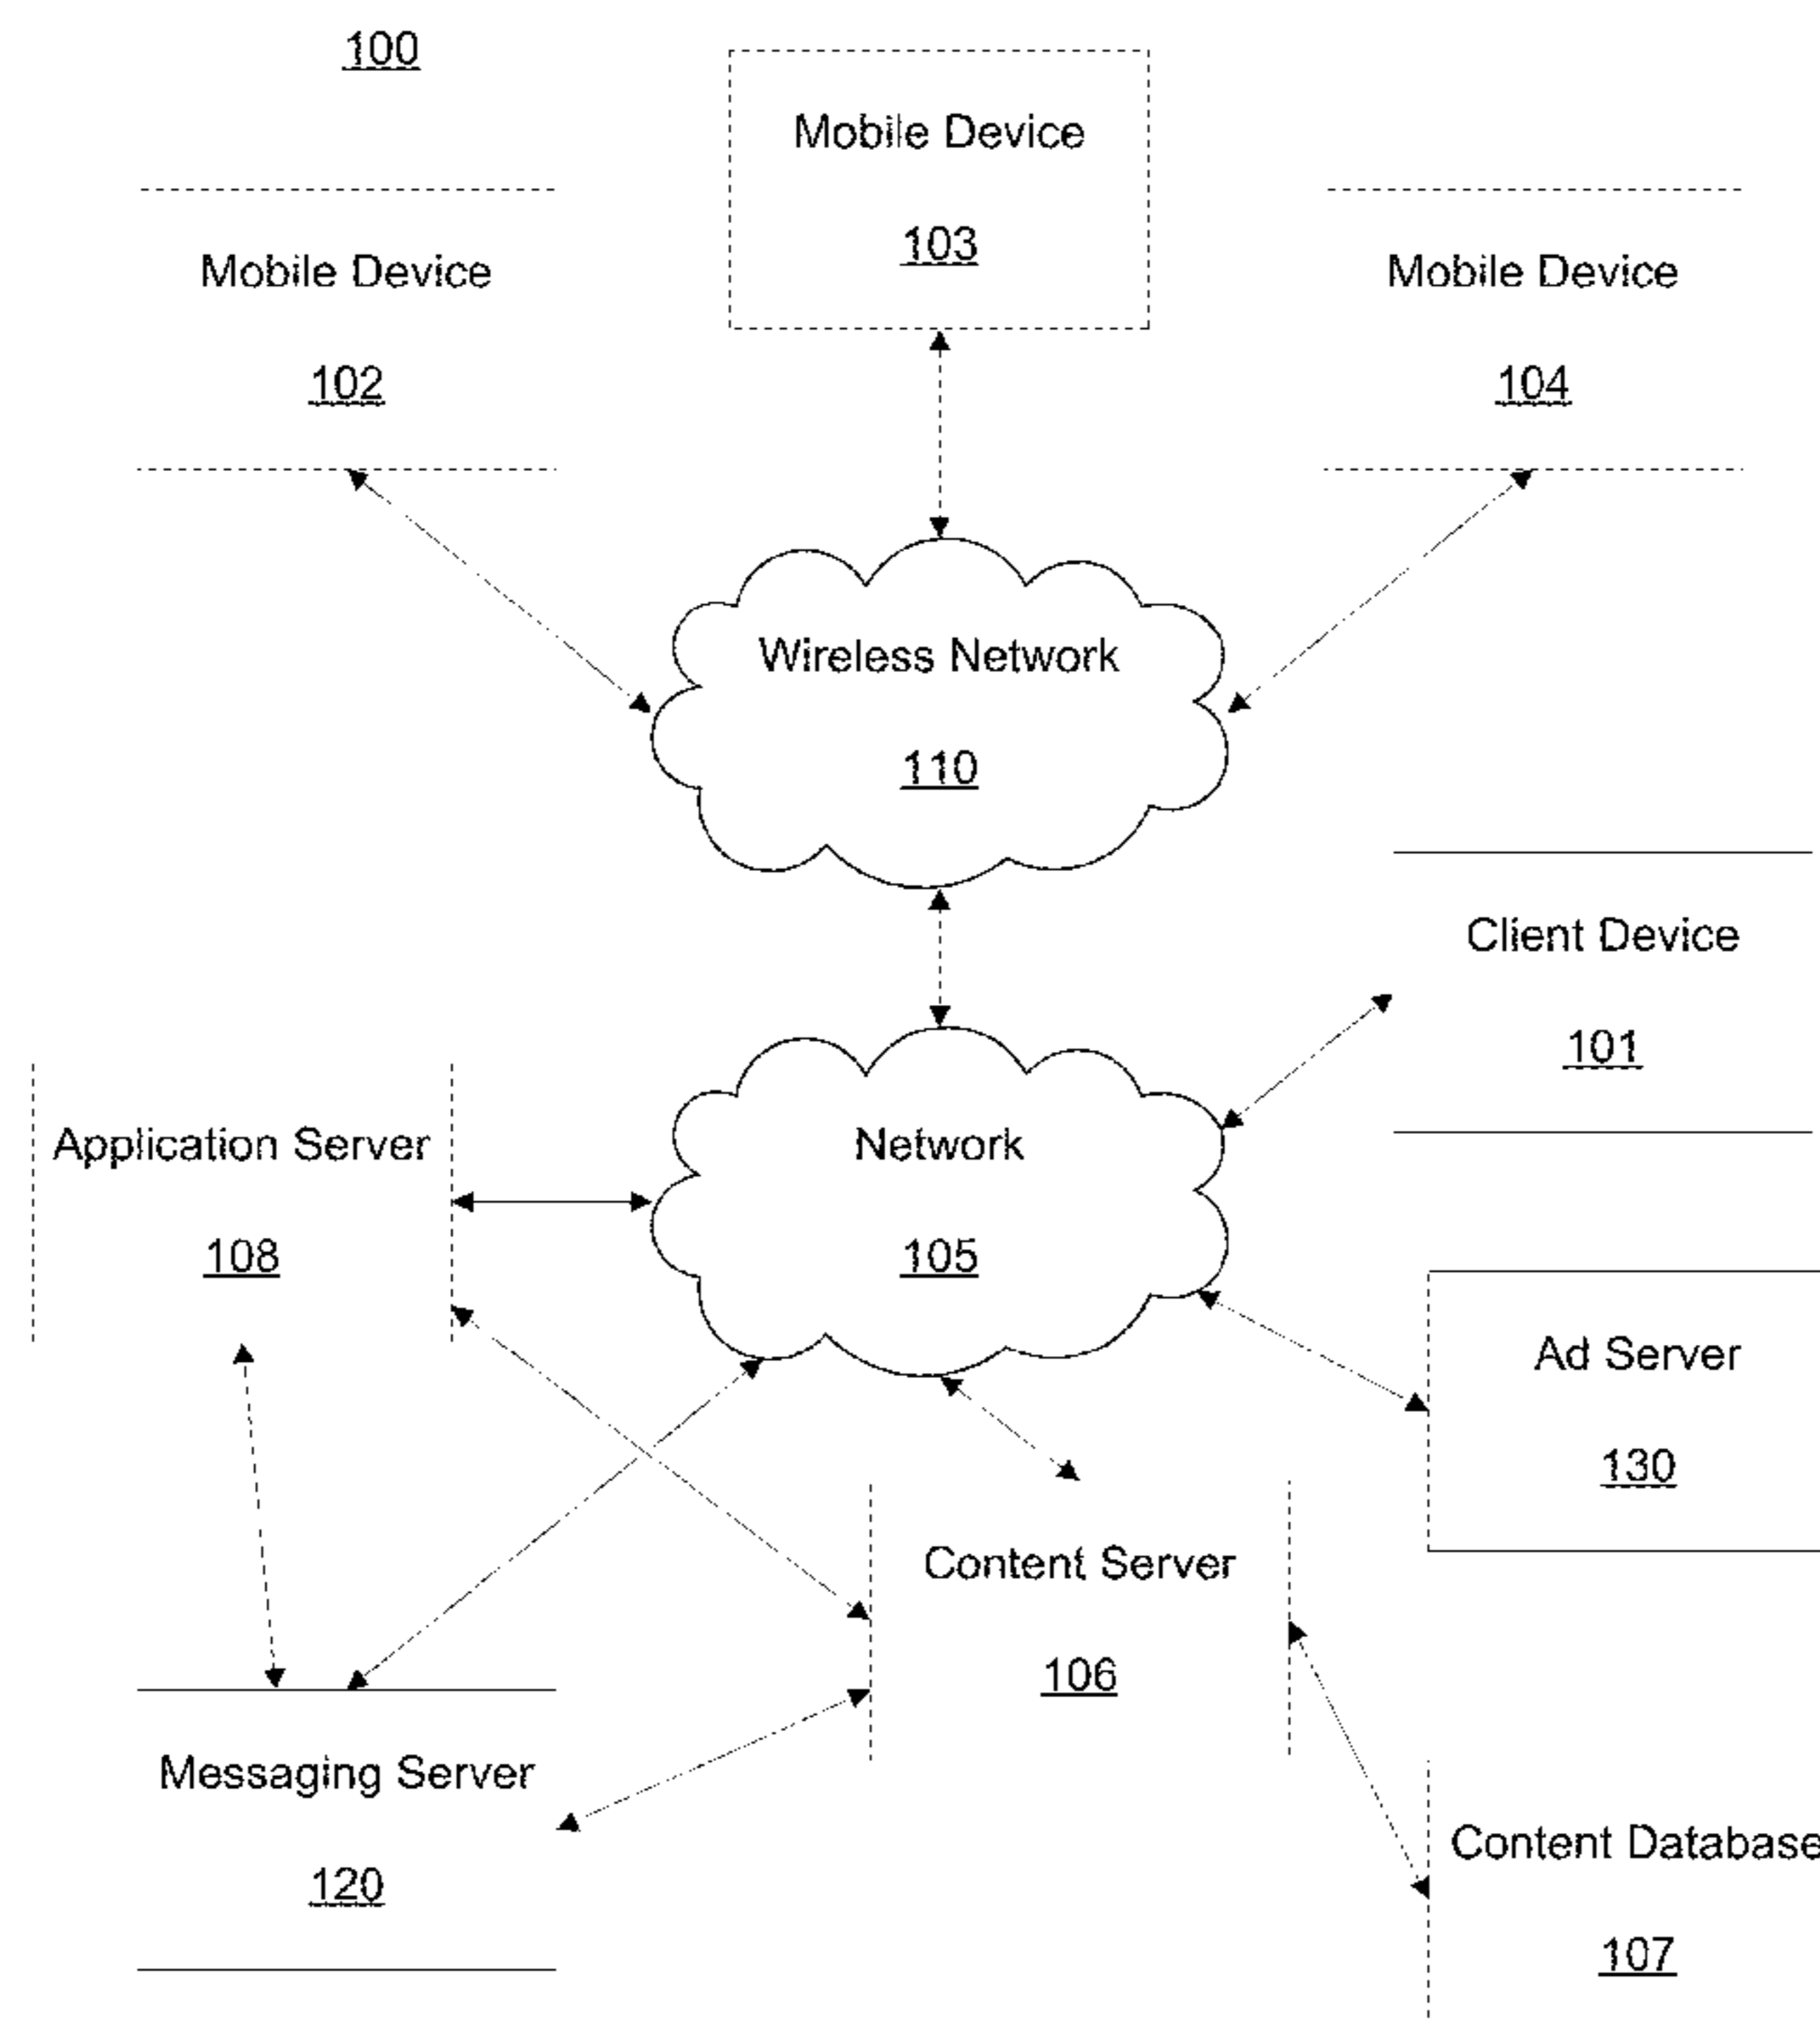 100
Mobile Device
103
Mobile Device
102
Mobile Device
104
Wireless Network
110
Client Device
101
Application Server
108
Network
105
Ad Server
130
Content Server
106
Messaging Server
120
Content Database
107